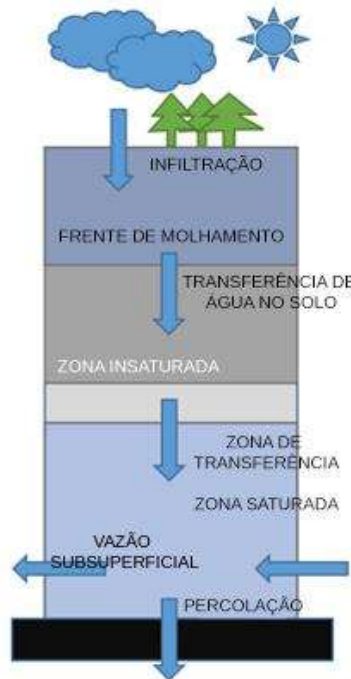 INFILTRAÇÃO
FRENTE DE MOLHAMENTO
TRANSFERÊNCIA DE
ÁGUA NO SOLO
ZONA INSATURADA
ZONA DE
TRANSFERÊNCIA
ZONA SATURADA
VAZÃO
SUBSUPERFICIAL
PERCOLAÇÃO